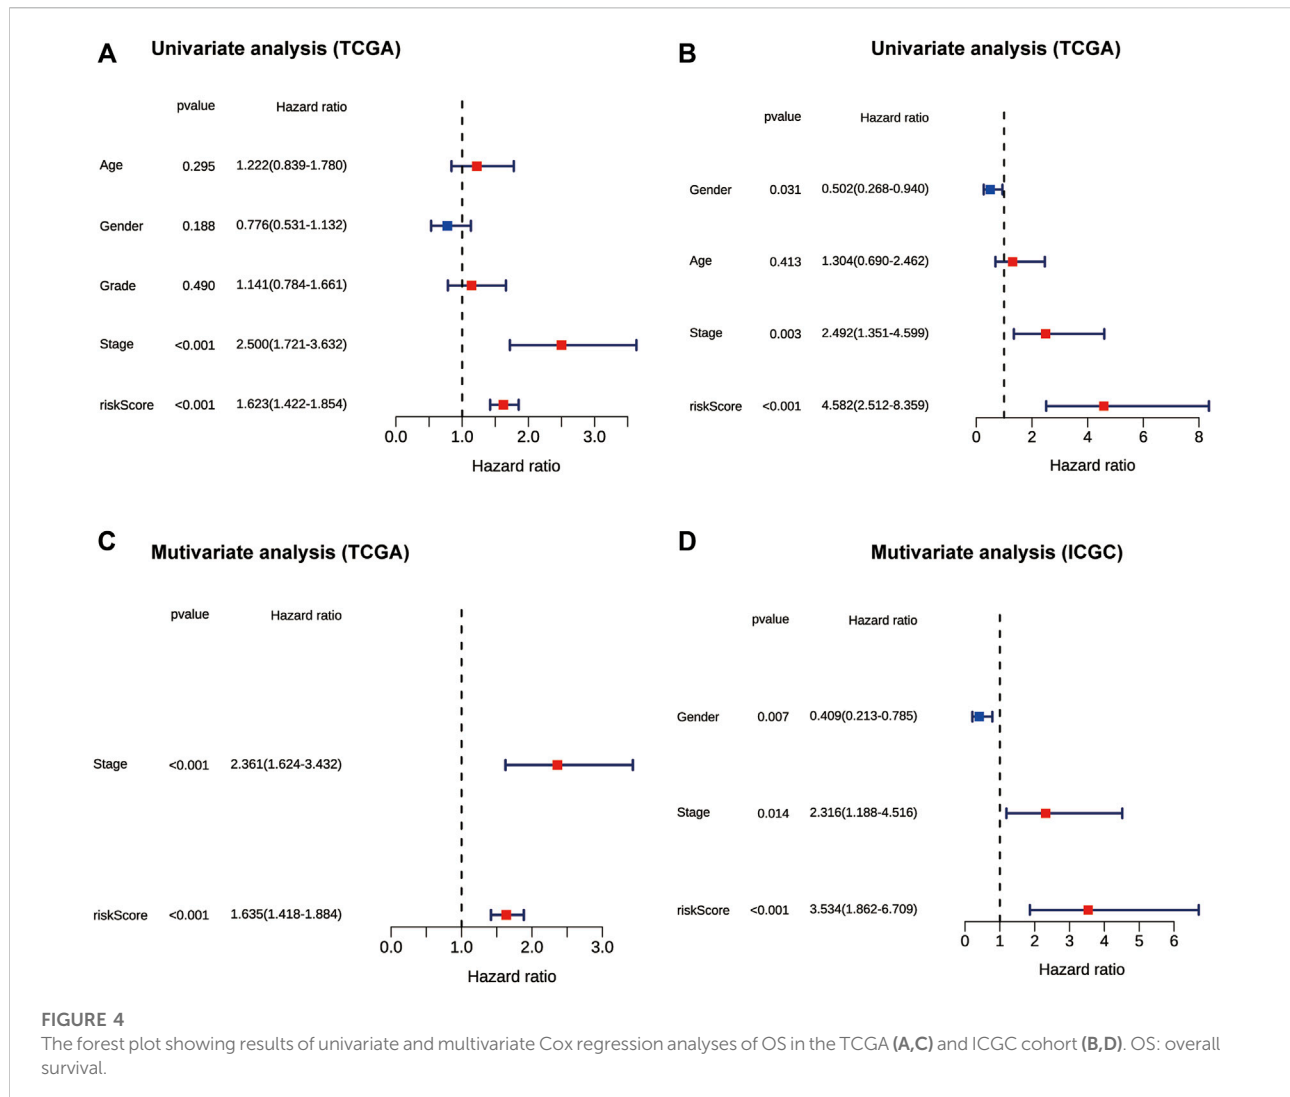 A Univariate analysis (TCGA)
pvalue Hazard ratio
Age 0.295 1.222(0.839-1.780)
Gender 0.188 0.776(0.531-1.132)
Grade 0.490 1.141(0.784-1.661)
Stage <0.001 2.500(1.721-3.632)
riskScore <0.001 1.623(1.422-1.854)
0.0 1.0 2.0 3.0
Hazard ratio
B Univariate analysis (TCGA)
pvalue Hazard ratio
Gender 0.031 0.502(0.268-0.940)
Age 0.413 1.304(0.690-2.462)
Stage 0.003 2.492(1.351-4.599)
riskScore <0.001 4.582(2.512-8.359)
0 2 4 6 8
Hazard ratio
C Mutivariate analysis (TCGA)
pvalue Hazard ratio
Stage <0.001 2.361(1.624-3.432)
riskScore <0.001 1.635(1.418-1.884)
0.0 1.0 2.0 3.0
Hazard ratio
D Mutivariate analysis (ICGC)
pvalue Hazard ratio
Gender 0.007 0.409(0.213-0.785)
Stage 0.014 2.316(1.188-4.516)
riskScore <0.001 3.534(1.862-6.709)
0 1 2 3 4 5 6
Hazard ratio
FIGURE 4
The forest plot showing results of univariate and multivariate Cox regression analyses of OS in the TCGA (A,C) and ICGC cohort (B,D). OS: overall
survival.